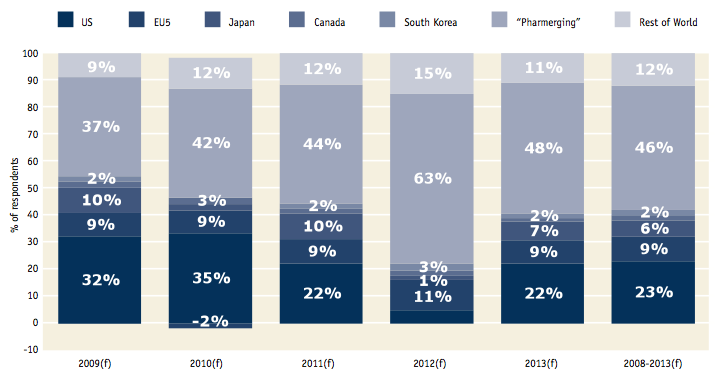 US EU5 Japan Canada South Korea “Pharmerging” Rest of World
% of respondents
100
90
80
70
60
50
40
30
20
10
0
-10
9% 12% 12% 15% 11% 12%
37% 42% 44% 63% 48% 46%
2% 3% 2% 3% 2% 2%
10% 10% 1% 7% 6%
9% 9% 9% 11% 9% 9%
32% 35% 22% 22% 23%
-2%
2009(f) 2010(f) 2011(f) 2012(f) 2013(f) 2008-2013(f)